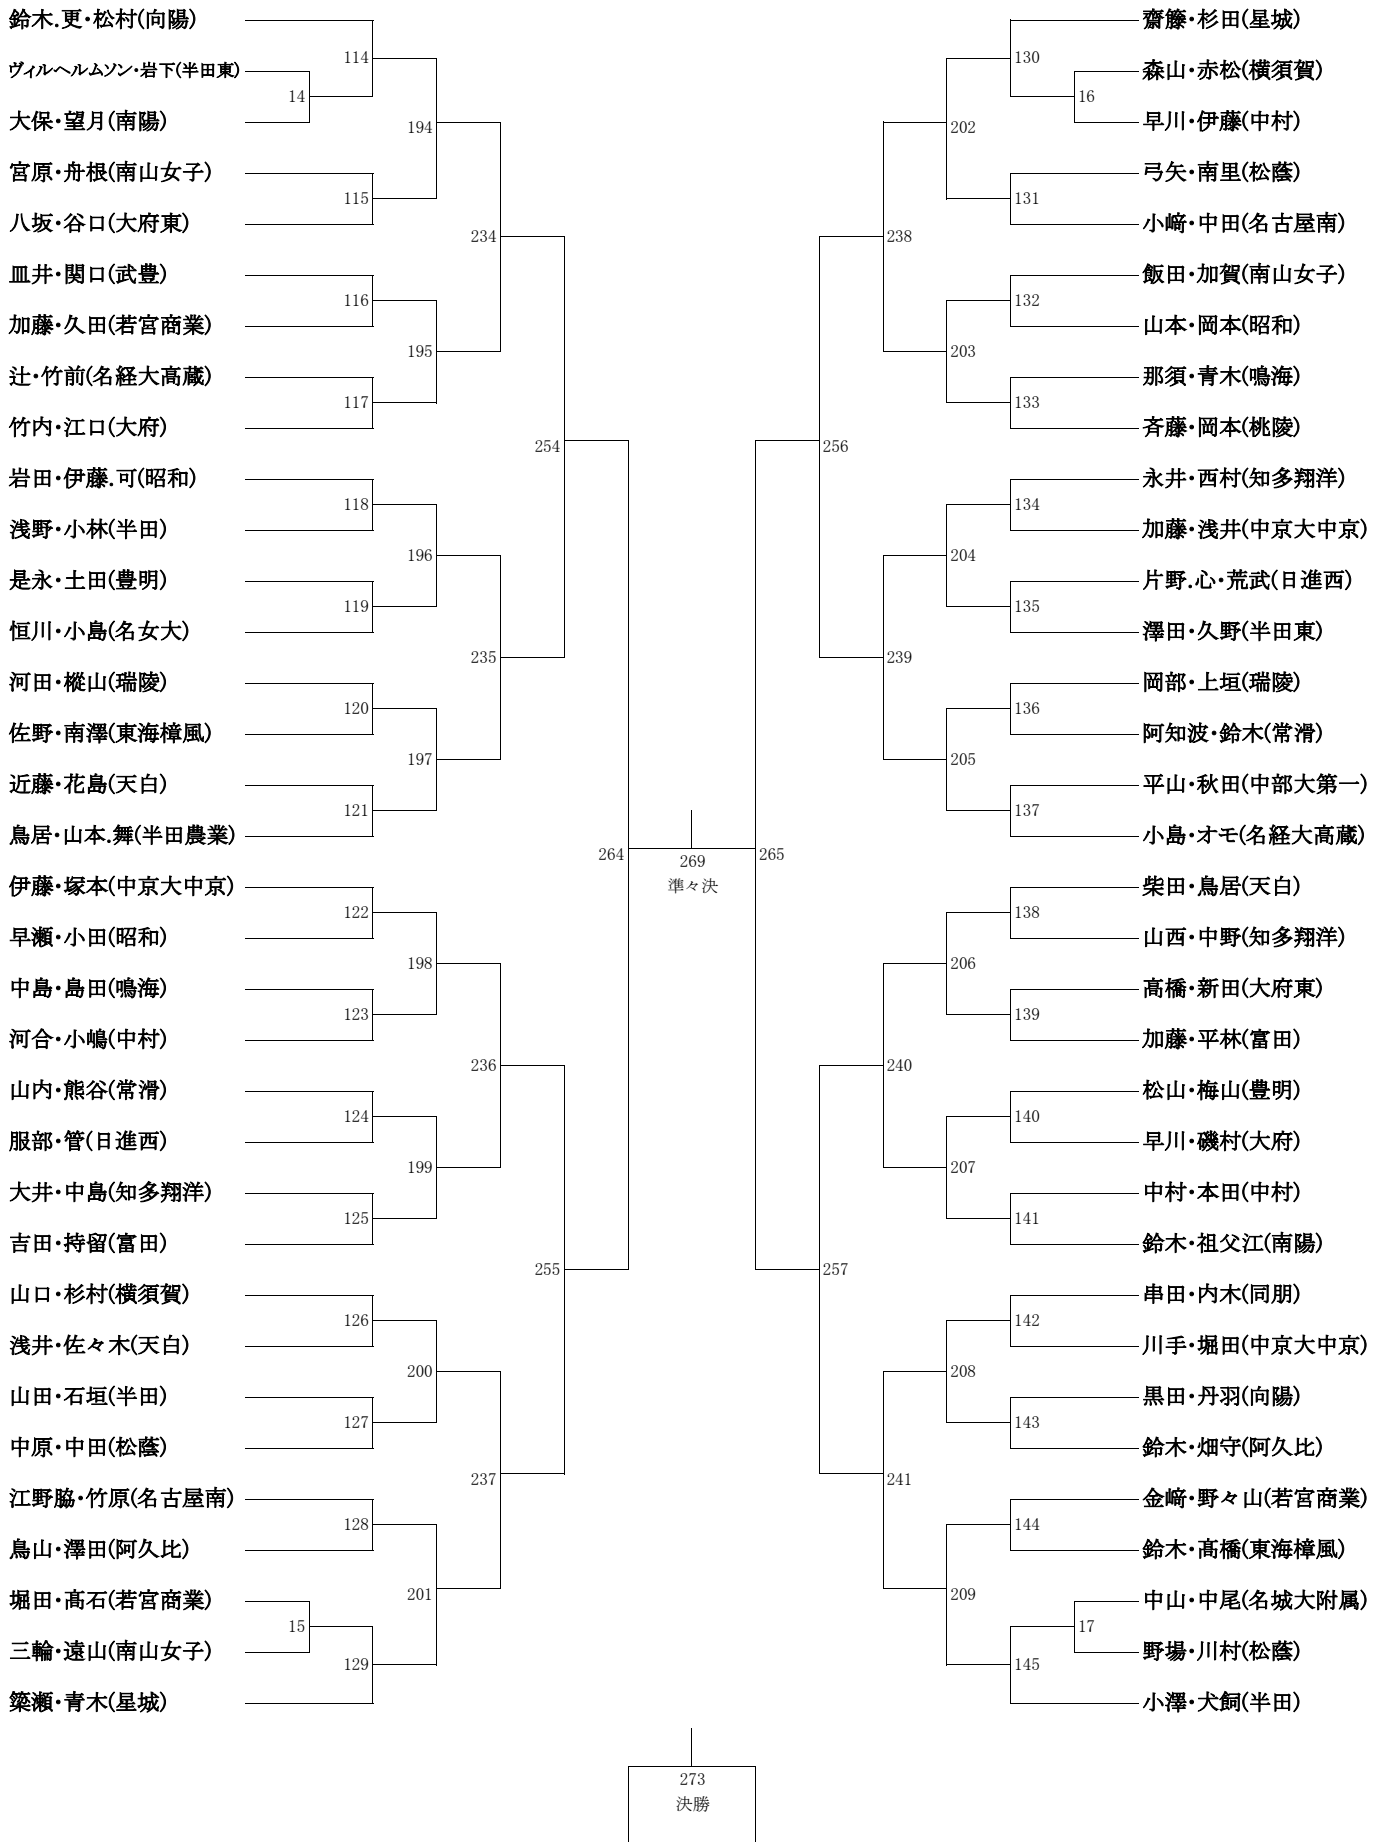 鈴木.更・松村(向陽)
ヴィルヘルムソン・岩下(半田東)
大保・望月(南陽)
宮原・舟根(南山女子)
八坂・谷口(大府東)
皿井・関口(武豊)
加藤・久田(若宮商業)
辻・竹前(名経大高蔵)
竹内・江口(大府)
岩田・伊藤.可(昭和)
浅野・小林(半田)
是永・土田(豊明)
恒川・小島(名女大)
河田・樅山(瑞陵)
佐野・南澤(東海樟風)
近藤・花島(天白)
鳥居・山本.舞(半田農業)
伊藤・塚本(中京大中京)
早瀬・小田(昭和)
中島・島田(鳴海)
河合・小嶋(中村)
山内・熊谷(常滑)
服部・管(日進西)
大井・中島(知多翔洋)
吉田・持留(富田)
山口・杉村(横須賀)
浅井・佐々木(天白)
山田・石垣(半田)
中原・中田(松蔭)
江野脇・竹原(名古屋南)
鳥山・澤田(阿久比)
堀田・髙石(若宮商業)
三輪・遠山(南山女子)
簗瀬・青木(星城)
14
15
114
115
116
117
118
119
120
121
122
123
124
125
126
127
128
129
194
195
196
197
198
199
200
201
234
235
236
237
254
255
264
269
準々決
265
256
257
238
239
240
241
202
203
204
205
206
207
208
209
130
131
132
133
134
135
136
137
138
139
140
141
142
143
144
145
16
17
齋籐・杉田(星城)
森山・赤松(横須賀)
早川・伊藤(中村)
弓矢・南里(松蔭)
小﨑・中田(名古屋南)
飯田・加賀(南山女子)
山本・岡本(昭和)
那須・青木(鳴海)
斉藤・岡本(桃陵)
永井・西村(知多翔洋)
加藤・浅井(中京大中京)
片野.心・荒武(日進西)
澤田・久野(半田東)
岡部・上垣(瑞陵)
阿知波・鈴木(常滑)
平山・秋田(中部大第一)
小島・オモ(名経大高蔵)
柴田・鳥居(天白)
山西・中野(知多翔洋)
髙橋・新田(大府東)
加藤・平林(富田)
松山・梅山(豊明)
早川・磯村(大府)
中村・本田(中村)
鈴木・祖父江(南陽)
串田・内木(同朋)
川手・堀田(中京大中京)
黒田・丹羽(向陽)
鈴木・畑守(阿久比)
金﨑・野々山(若宮商業)
鈴木・髙橋(東海樟風)
中山・中尾(名城大附属)
野場・川村(松蔭)
小澤・犬飼(半田)
273
決勝